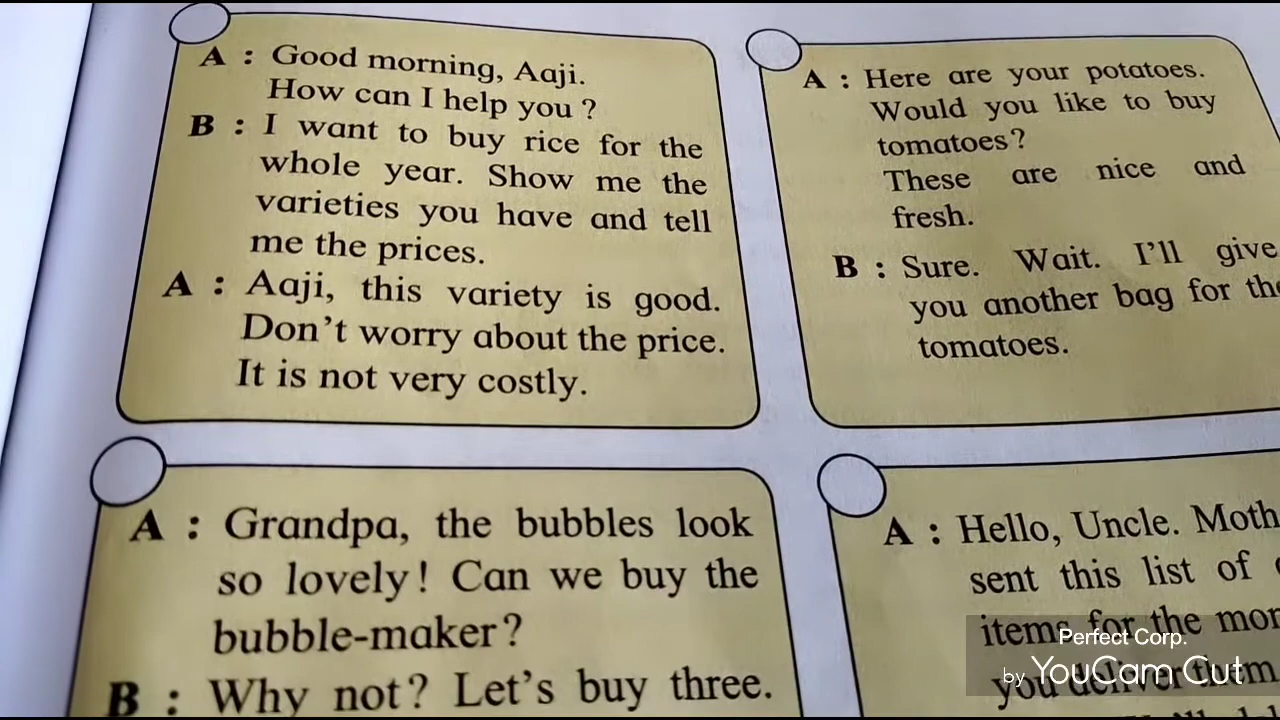 A : Good morning, Aaji.
How can I help you ?
B : I want to buy rice for the
whole year. Show me the
varieties you have and tell
me the prices.
A : Aaji, this variety is good.
Don't worry about the price.
It is not very costly.
A : Here are your potatoes.
Would you like to buy
tomatoes?
These are nice and
fresh.
B : Sure. Wait. I'll give
you another bag for
tomatoes.
A : Grandpa, the bubbles look
so lovely! Can we buy the
bubble-maker?
B : Why not? Let's buy three.
A : Hello, Uncle.
sent this list of
items for the
you deliver them
Perfect Corp.
by YouCam Cut